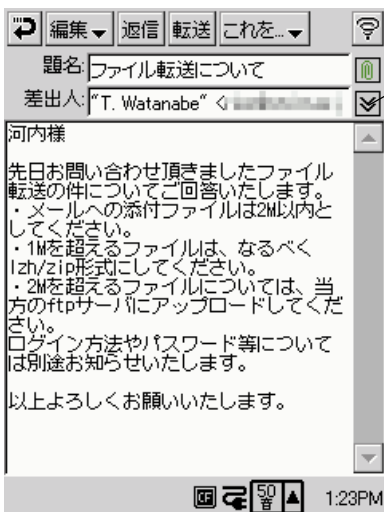 編集 返信 転送 これを...
題名: ファイル転送について
差出人: "T. Watanabe" <
河内様
先日お問い合わせ頂きましたファイル
転送の件についてご回答いたします。
・メールへの添付ファイルは2M以内と
してください。
・1Mを超えるファイルは、なるべく
lzh/zip形式にしてください。
・2Mを超えるファイルについては、当
方のftpサーバにアップロードしてくだ
さい。
ログイン方法やパスワード等について
は別途お知らせいたします。
以上よろしくお願いいたします。
50音 1:23PM